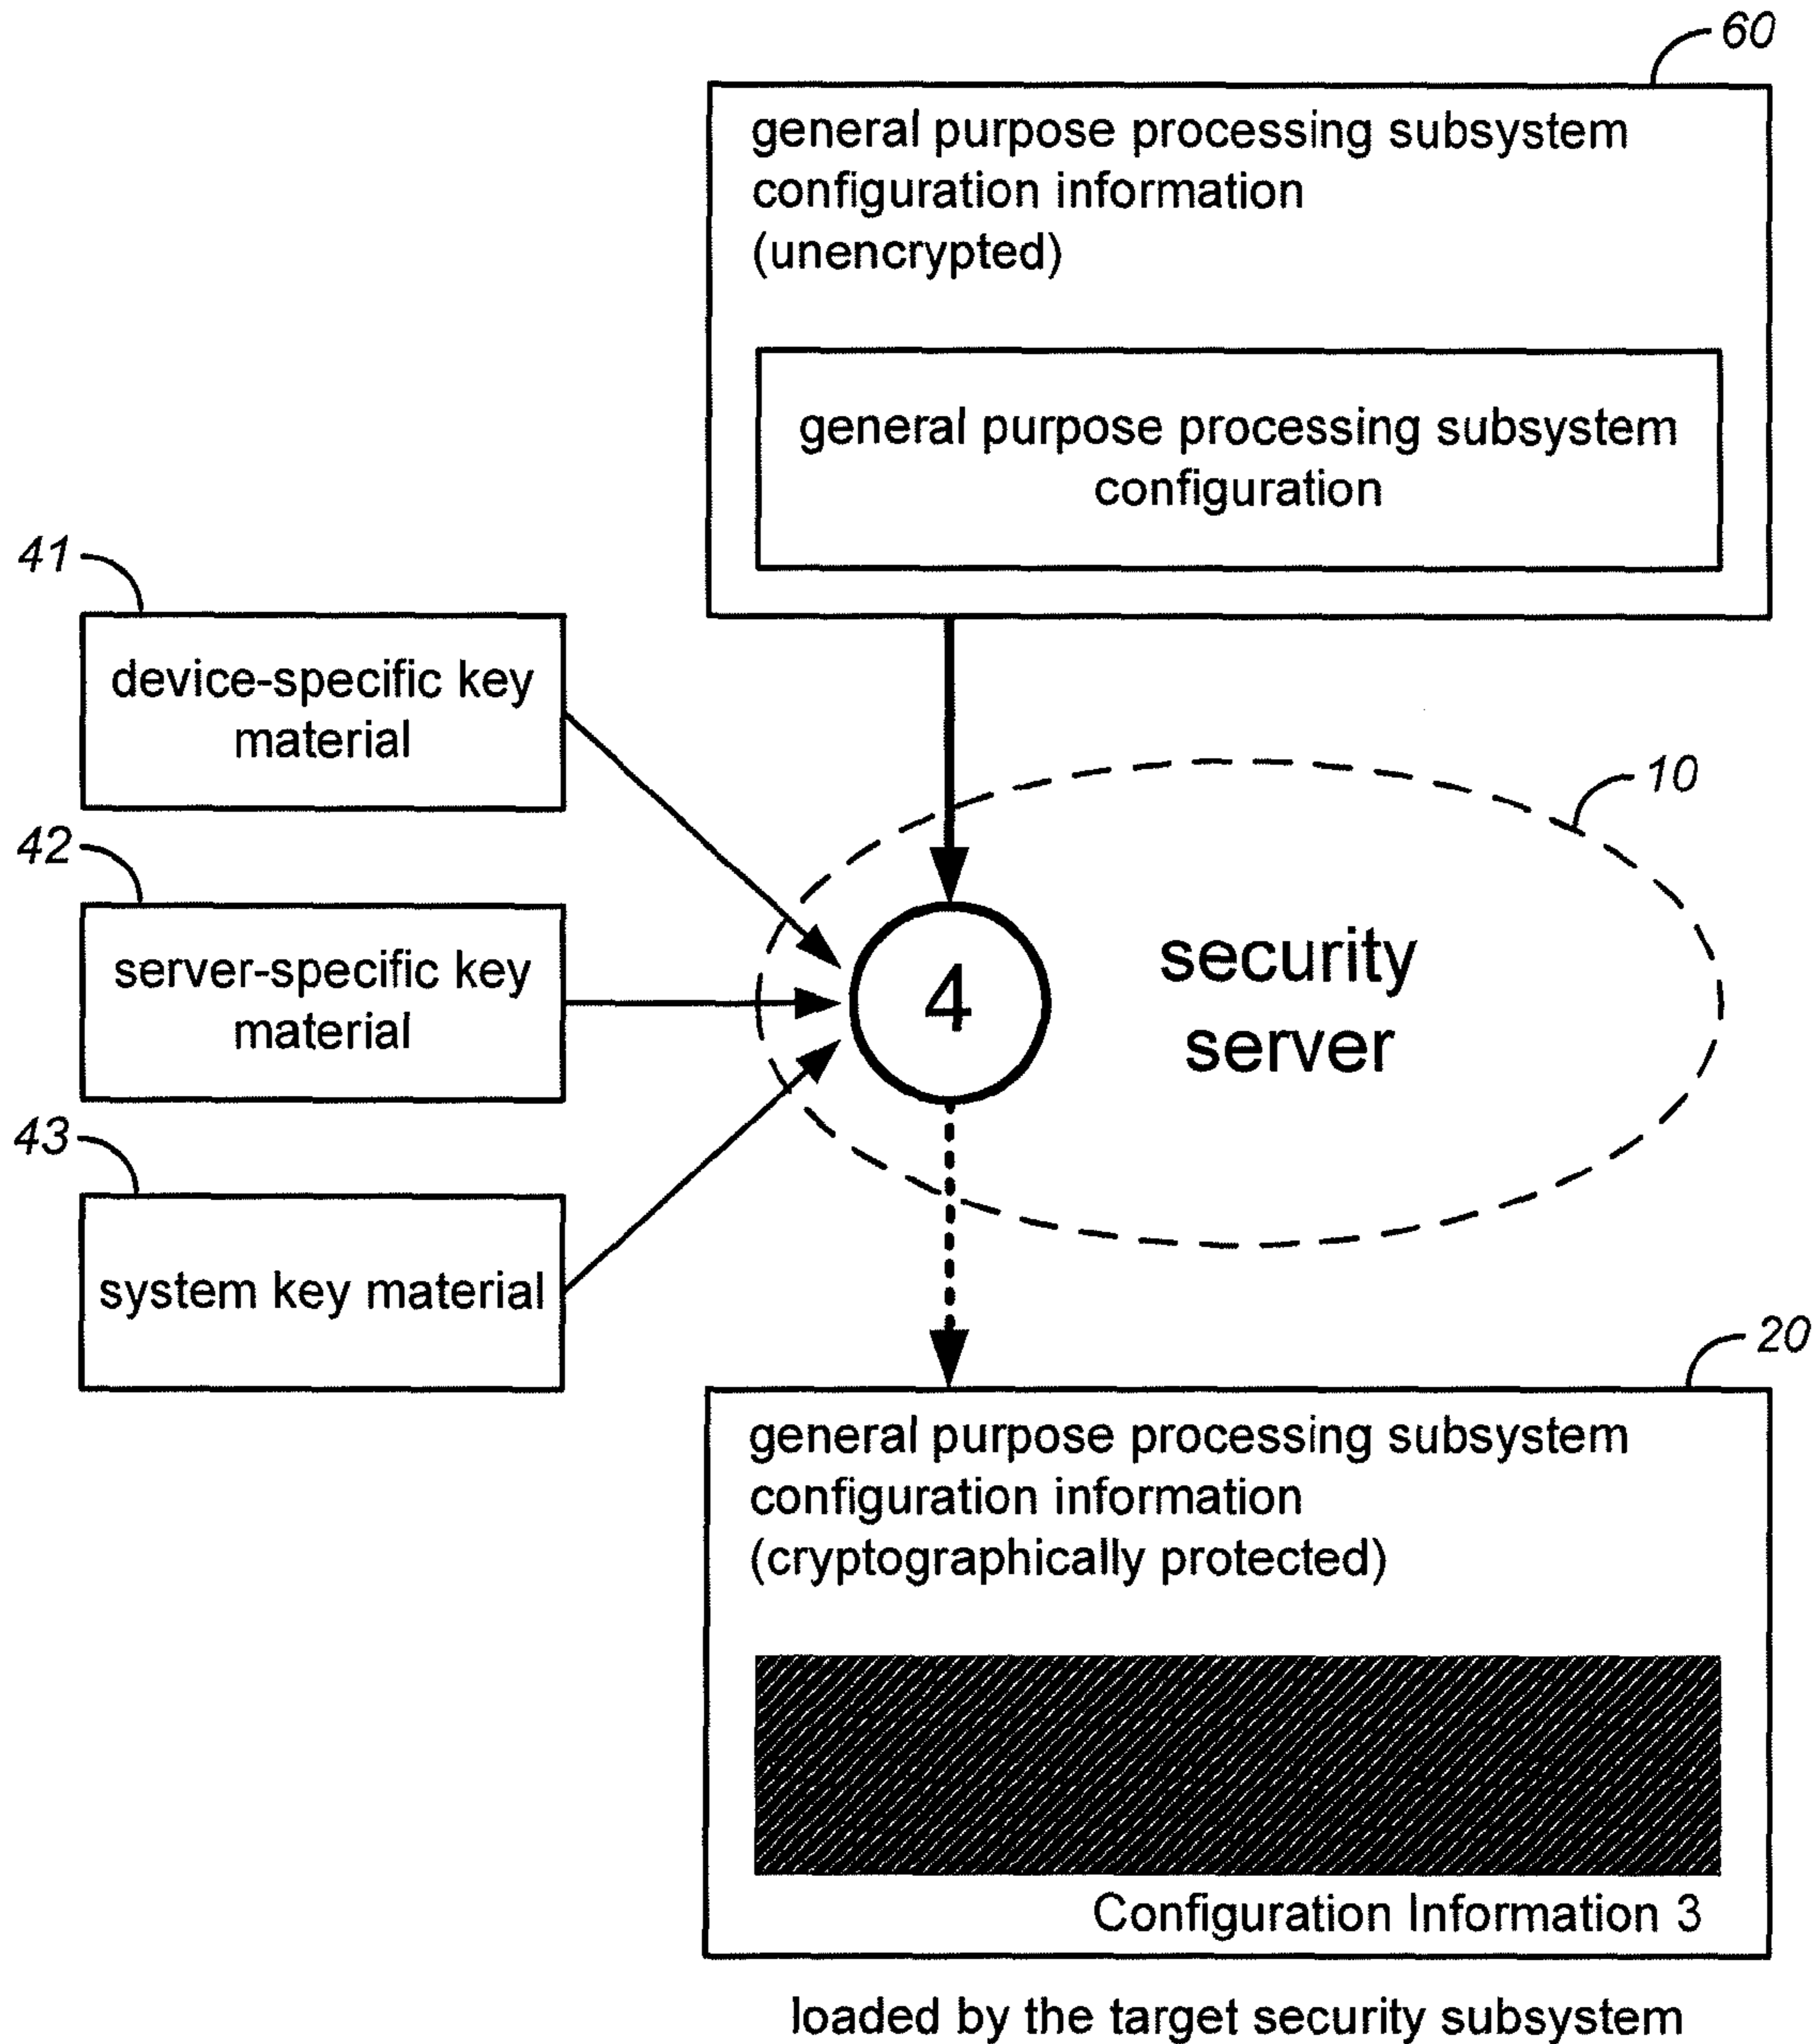 60
general purpose processing subsystem
configuration information
(unencrypted)
general purpose processing subsystem
configuration
41
device-specific key
material
10
42
server-specific key
material
4
security
server
43
system key material
20
general purpose processing subsystem
configuration information
(cryptographically protected)
Configuration Information 3
loaded by the target security subsystem